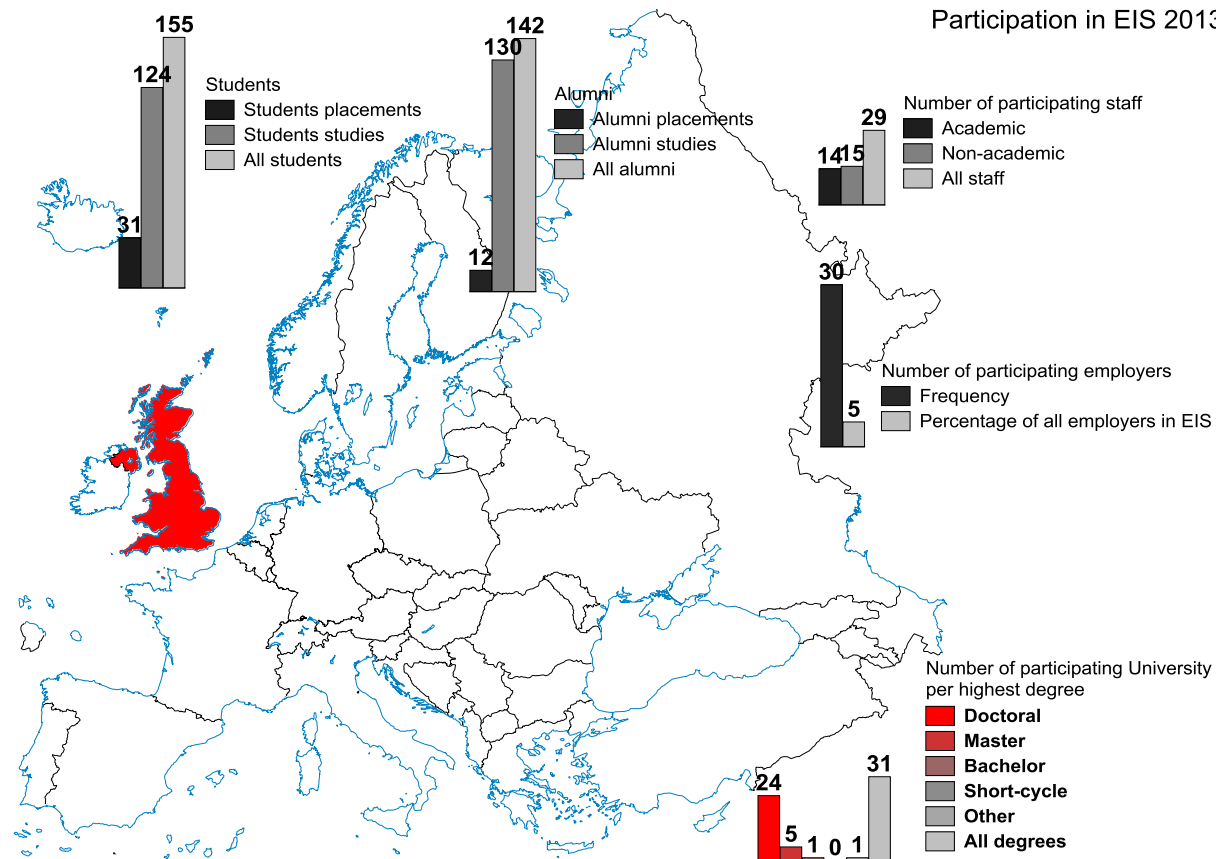 Participation in EIS 2013
155
124
31
Students
Students placements
Students studies
All students
142
130
12
Alumni
Alumni placements
Alumni studies
All alumni
Number of participating staff
Academic
Non-academic
All staff
14
15
29
30
5
Number of participating employers
Frequency
Percentage of all employers in EIS
Number of participating University
per highest degree
Doctoral
Master
Bachelor
Short-cycle
Other
All degrees
24
5
1
0
1
31